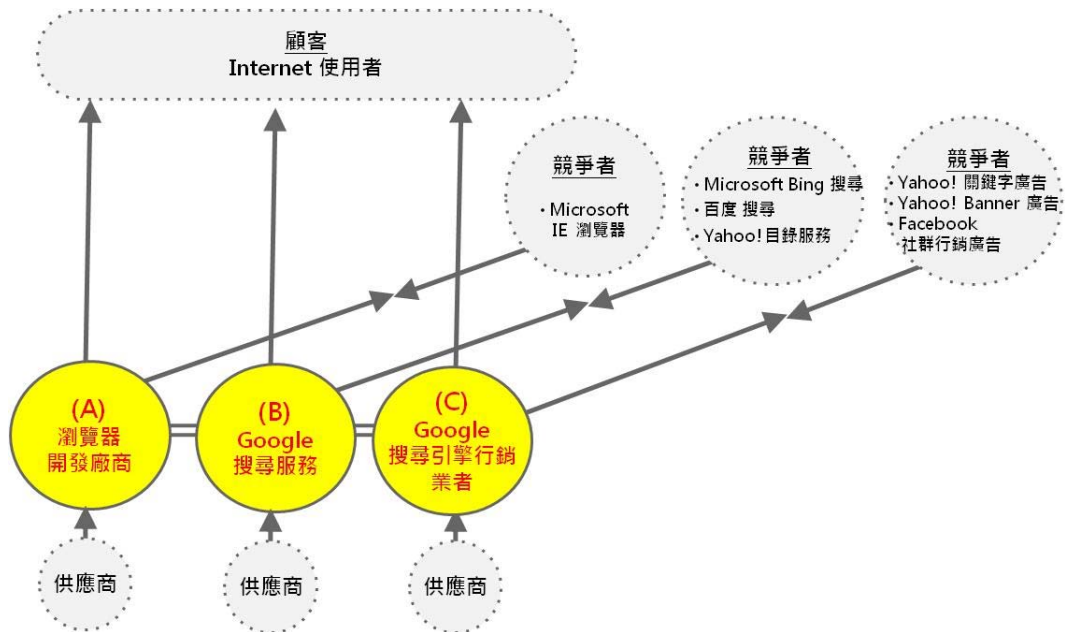 顧客
Internet 使用者
競爭者
・Microsoft
IE 瀏覽器
競爭者
・Microsoft Bing 搜尋
・百度 搜尋
・Yahoo!目錄服務
競爭者
・Yahoo! 關鍵字廣告
・Yahoo! Banner 廣告
・Facebook
社群行銷廣告
(A)
瀏覽器
開發廠商
(B)
Google
搜尋服務
(C)
Google
搜尋引擎行銷
業者
供應商
供應商
供應商